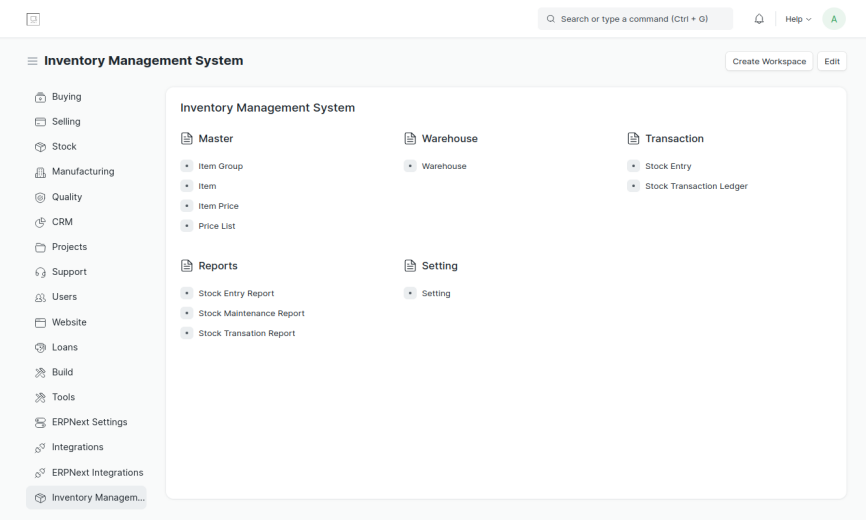 Search or type a command (Ctrl + G)
Help
A
Inventory Management System
Create Workspace
Edit
Buying
Selling
Stock
Manufacturing
Quality
CRM
Projects
Support
Users
Website
Loans
Build
Tools
ERPNext Settings
Integrations
ERPNext Integrations
Inventory Managem...
Inventory Management System
Master
Item Group
Item
Item Price
Price List
Warehouse
Warehouse
Transaction
Stock Entry
Stock Transaction Ledger
Reports
Stock Entry Report
Stock Maintenance Report
Stock Transation Report
Setting
Setting